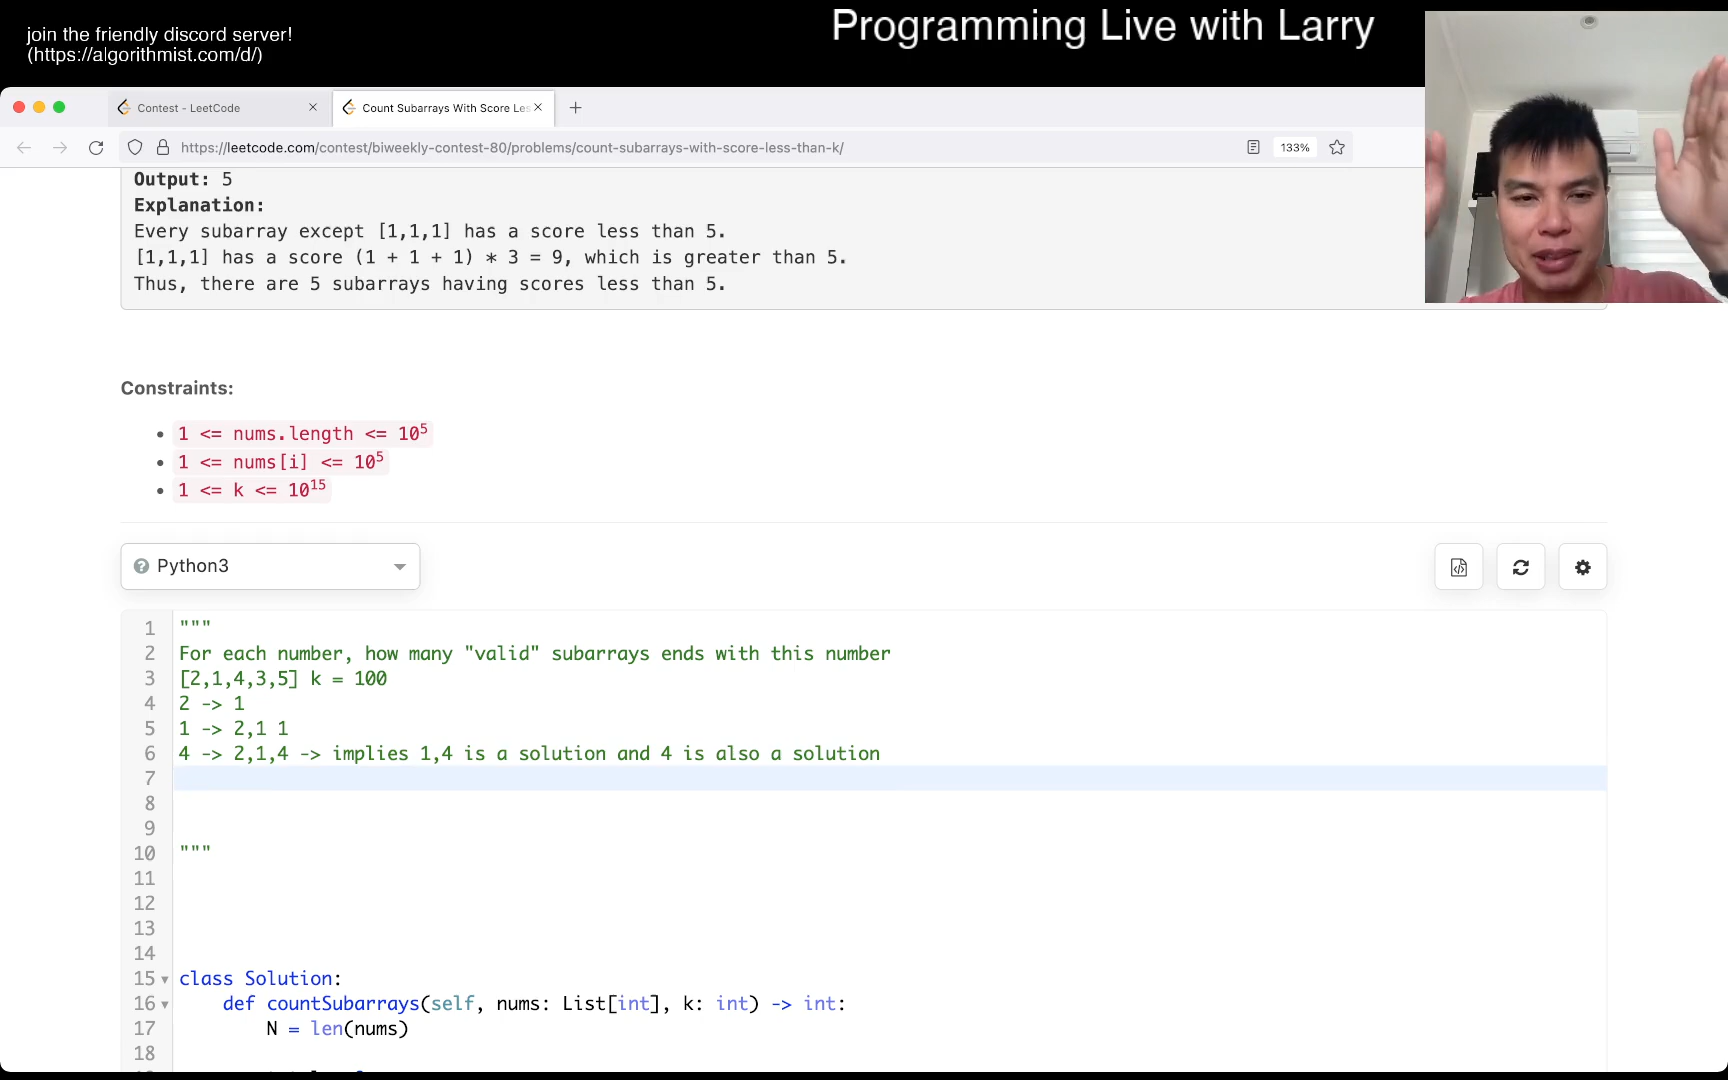 join the friendly discord server!
(https://algorithmist.com/d/)
Programming Live with Larry
Contest - LeetCode
Count Subarrays With Score Les
https://leetcode.com/contest/biweekly-contest-80/problems/count-subarrays-with-score-less-than-k/
133%
Output: 5
Explanation:
Every subarray except [1,1,1] has a score less than 5.
[1,1,1] has a score (1 + 1 + 1) * 3 = 9, which is greater than 5.
Thus, there are 5 subarrays having scores less than 5.
Constraints:
1 <= nums.length <= 10⁵
1 <= nums[i] <= 10⁵
1 <= k <= 10¹⁵
Python3
1 """
2 For each number, how many "valid" subarrays ends with this number
3 [2,1,4,3,5] k = 100
4 2 -> 1
5 1 -> 2,1 1
6 4 -> 2,1,4 -> implies 1,4 is a solution and 4 is also a solution
7
8
9
10 """
11
12
13
14
15 class Solution:
16 def countSubarrays(self, nums: List[int], k: int) -> int:
17 N = len(nums)
18